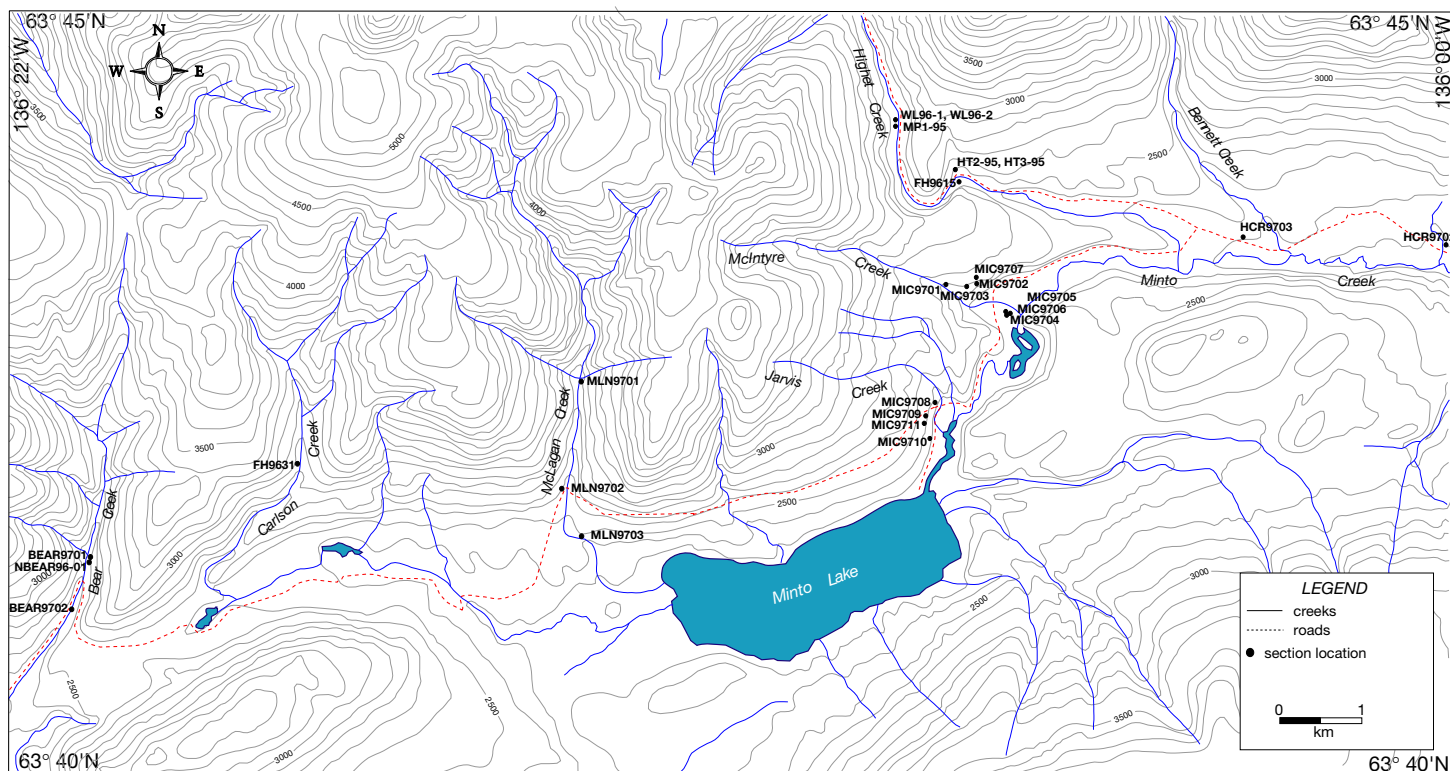 63° 45'N
63° 45'N
136° 22'W
136° 00'W
N
W
E
S
3500
5000
4500
4000
4000
3500
3000
3000
2500
3500
3000
2500
2500
3000
3000
2500
2500
3000
2500
3000
2500
3500
Highet
Creek
Bennett Creek
WL96-1, WL96-2
MP1-95
HT2-95, HT3-95
FH9615
HCR9703
HCR9702
McIntyre
Creek
MIC9707
MIC9701
MIC9702
MIC9703
Minto
Creek
MIC9705
MIC9706
MIC9704
Jarvis
Creek
MIC9708
MIC9709
MIC9711
MIC9710
MLN9701
McLagan
Creek
MLN9702
MLN9703
FH9631
Carlson
Creek
Bear
Ceek
BEAR9701
NBEAR96-01
BEAR9702
Minto Lake
LEGEND
creeks
roads
section location
0 1
km
63° 40'N
63° 40'N